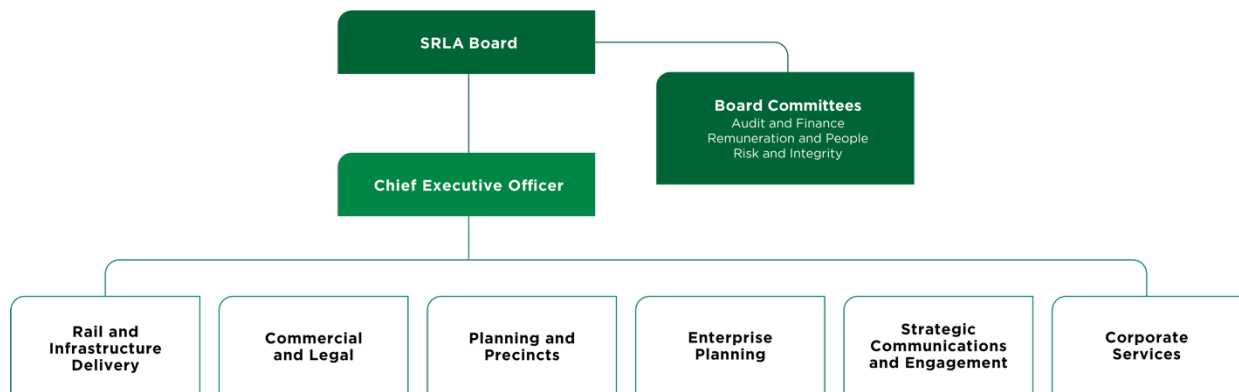 SRLA Board
Board Committees
Audit and Finance
Remuneration and People
Risk and Integrity
Chief Executive Officer
Rail and
Infrastructure
Delivery
Commercial
and Legal
Planning and
Precincts
Enterprise
Planning
Strategic
Communications
and Engagement
Corporate
Services